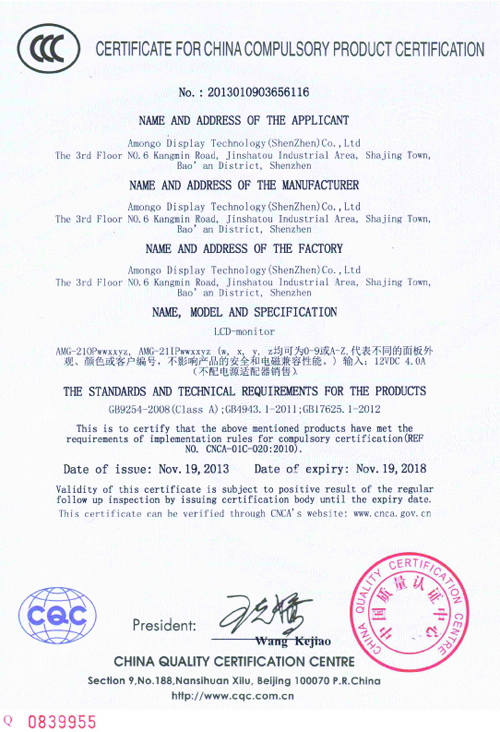 CCC
CERTIFICATE FOR CHINA COMPULSORY PRODUCT CERTIFICATION
No.: 2013010903656116
NAME AND ADDRESS OF THE APPLICANT
Amongo Display Technology(ShenZhen)Co.,Ltd
The 3rd Floor NO.6 Kangmin Road, Jinshatou Industrial Area, Shajing Town,
Bao' an District, Shenzhen
NAME AND ADDRESS OF THE MANUFACTURER
Amongo Display Technology(ShenZhen)Co.,Ltd
The 3rd Floor NO.6 Kangmin Road, Jinshatou Industrial Area, Shajing Town,
Bao' an District, Shenzhen
NAME AND ADDRESS OF THE FACTORY
Amongo Display Technology(ShenZhen)Co.,Ltd
The 3rd Floor NO.6 Kangmin Road, Jinshatou Industrial Area, Shajing Town,
Bao' an District, Shenzhen
NAME, MODEL AND SPECIFICATION
LCD-monitor
AMG-210Pwwxxyz, AMG-211Pwwxxyz (w, x, y, z均可为0-9或A-Z,代表不同的面板外
观、颜色或客户编号, 不影响产品的安全和电磁兼容性能。) 输入: 12VDC 4.0A
(不配电源适配器销售)
THE STANDARDS AND TECHNICAL REQUIREMENTS FOR THE PRODUCTS
GB9254-2008(Class A);GB4943.1-2011;GB17625.1-2012
This is to certify that the above mentioned products have met the
requirements of implementation rules for compulsory certification(REF
NO. CNCA-01C-020:2010).
Date of issue: Nov.19,2013 Date of expiry: Nov.19,2018
Validity of this certificate is subject to positive result of the regular
follow up inspection by issuing certification body until the expiry date.
This certificate can be verified through CNCA's website: www.cnca.gov.cn
CQC
President:
Wang Kejiao
CHINA QUALITY CERTIFICATION CENTRE
中国质量认证中心
CHINA QUALITY CERTIFICATION CENTRE
Section 9,No.188,Nansihuan Xilu, Beijing 100070 P.R.China
http://www.cqc.com.cn
Q 0839955